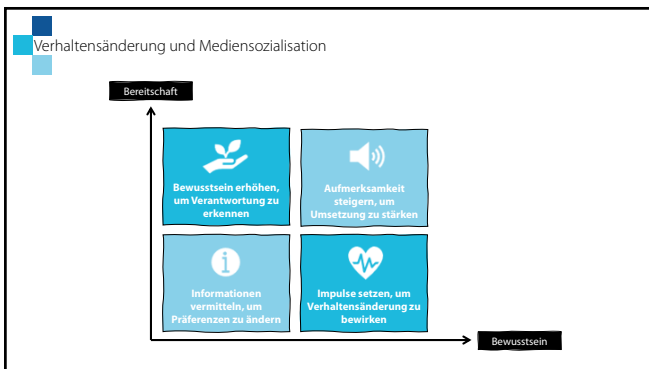 Verhaltensänderung und Mediensozialisation
Bereitschaft
Bewusstsein erhöhen,
um Verantwortung zu
erkennen
Aufmerksamkeit
steigern, um
Umsetzung zu stärken
Informationen
vermitteln, um
Präferenzen zu ändern
Impulse setzen, um
Verhaltensänderung zu
bewirken
Bewusstsein